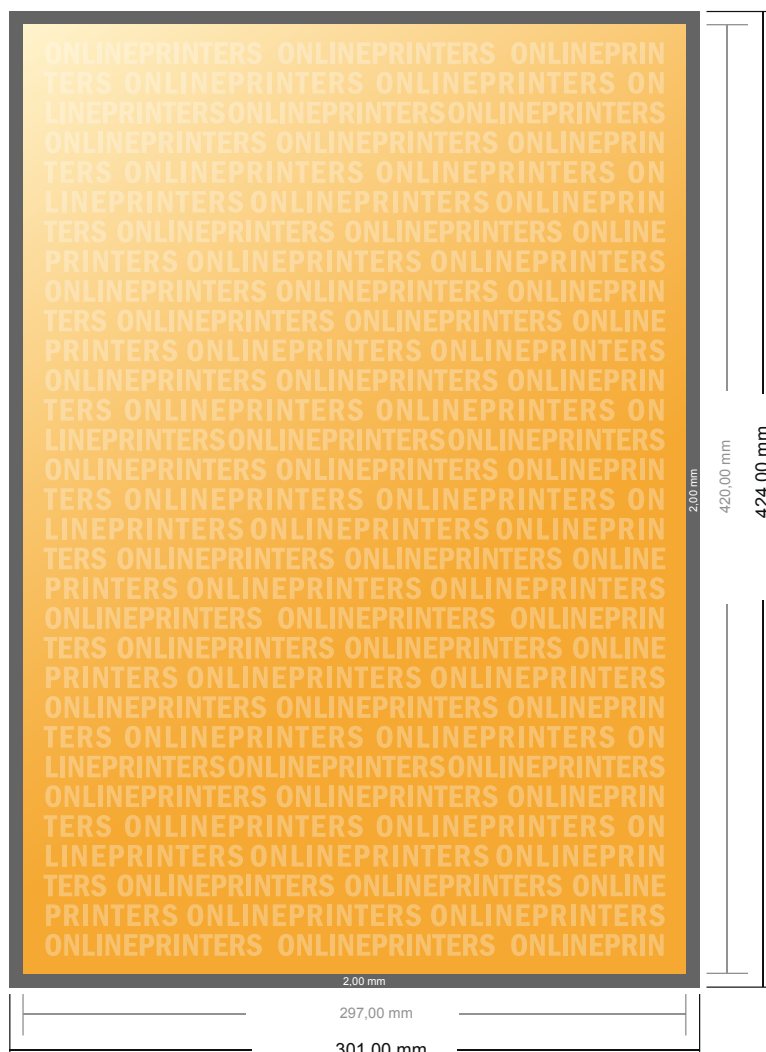 ONLINEPRINTERS ONLINEPRINTERS ONLINEPRIN
TERS ONLINEPRINTERS ONLINEPRINTERS ON
LINEPRINTERSONLINEPRINTERSONLINEPRINTERS
ONLINEPRINTERS ONLINEPRINTERS ONLINEPRIN
TERS ONLINEPRINTERS ONLINEPRINTERS ON
LINEPRINTERS ONLINEPRINTERS ONLINEPRIN
TERS ONLINEPRINTERS ONLINEPRINTERS ONLINE
PRINTERS ONLINEPRINTERS ONLINEPRINTERS
ONLINEPRINTERS ONLINEPRINTERS ONLINEPRIN
TERS ONLINEPRINTERS ONLINEPRINTERS ONLINE
PRINTERS ONLINEPRINTERS ONLINEPRINTERS
ONLINEPRINTERS ONLINEPRINTERS ONLINEPRIN
TERS ONLINEPRINTERS ONLINEPRINTERS ON
LINEPRINTERSONLINEPRINTERSONLINEPRINTERS
ONLINEPRINTERS ONLINEPRINTERS ONLINEPRIN
TERS ONLINEPRINTERS ONLINEPRINTERS ON
LINEPRINTERS ONLINEPRINTERS ONLINEPRIN
TERS ONLINEPRINTERS ONLINEPRINTERS ONLINE
PRINTERS ONLINEPRINTERS ONLINEPRINTERS
ONLINEPRINTERS ONLINEPRINTERS ONLINEPRIN
TERS ONLINEPRINTERS ONLINEPRINTERS ONLINE
PRINTERS ONLINEPRINTERS ONLINEPRINTERS
ONLINEPRINTERS ONLINEPRINTERS ONLINEPRIN
TERS ONLINEPRINTERS ONLINEPRINTERS ON
LINEPRINTERSONLINEPRINTERSONLINEPRINTERS
ONLINEPRINTERS ONLINEPRINTERS ONLINEPRIN
TERS ONLINEPRINTERS ONLINEPRINTERS ON
LINEPRINTERS ONLINEPRINTERS ONLINEPRIN
TERS ONLINEPRINTERS ONLINEPRINTERS ONLINE
PRINTERS ONLINEPRINTERS ONLINEPRINTERS
ONLINEPRINTERS ONLINEPRINTERS ONLINEPRIN
2,00 mm
420,00 mm
424,00 mm
2,00 mm
297,00 mm
301,00 mm